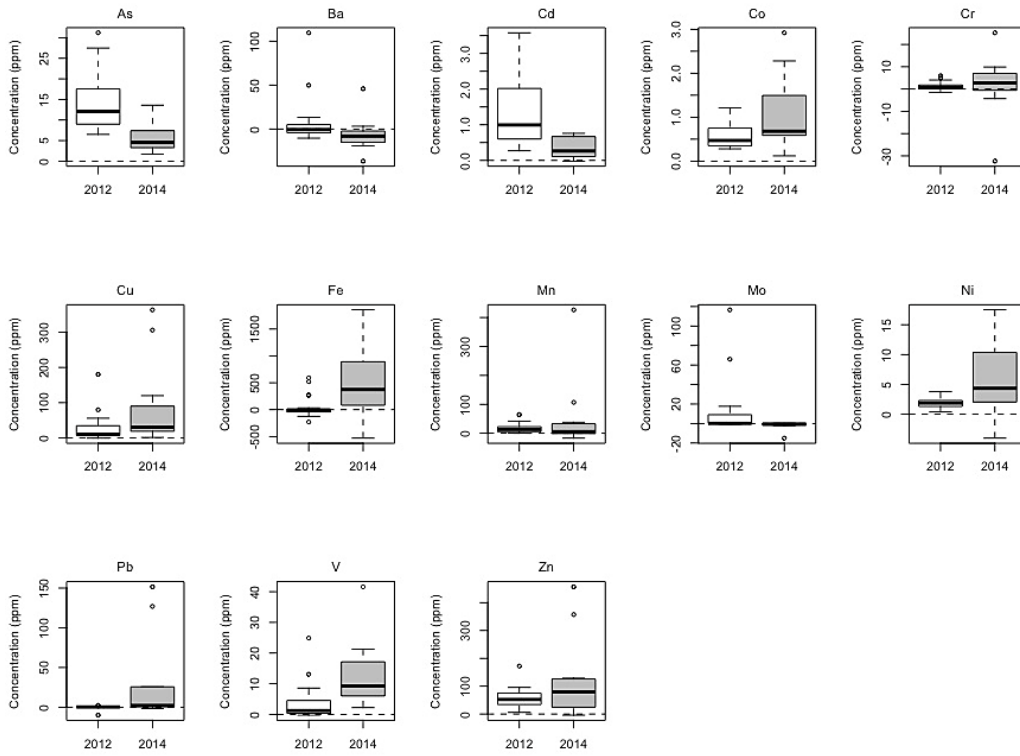 As
Concentration (ppm)
0 5 15 25
2012 2014
Ba
Concentration (ppm)
0 50 100
2012 2014
Cd
Concentration (ppm)
0.0 1.0 2.0 3.0
2012 2014
Co
Concentration (ppm)
0.0 1.0 2.0 3.0
2012 2014
Cr
Concentration (ppm)
-30 -10 10
2012 2014
Cu
Concentration (ppm)
0 100 200 300
2012 2014
Fe
Concentration (ppm)
-500 500 1500
2012 2014
Mn
Concentration (ppm)
0 100 300
2012 2014
Mo
Concentration (ppm)
-20 20 60 100
2012 2014
Ni
Concentration (ppm)
0 5 10 15
2012 2014
Pb
Concentration (ppm)
0 50 100 150
2012 2014
V
Concentration (ppm)
0 10 20 30 40
2012 2014
Zn
Concentration (ppm)
0 100 300
2012 2014